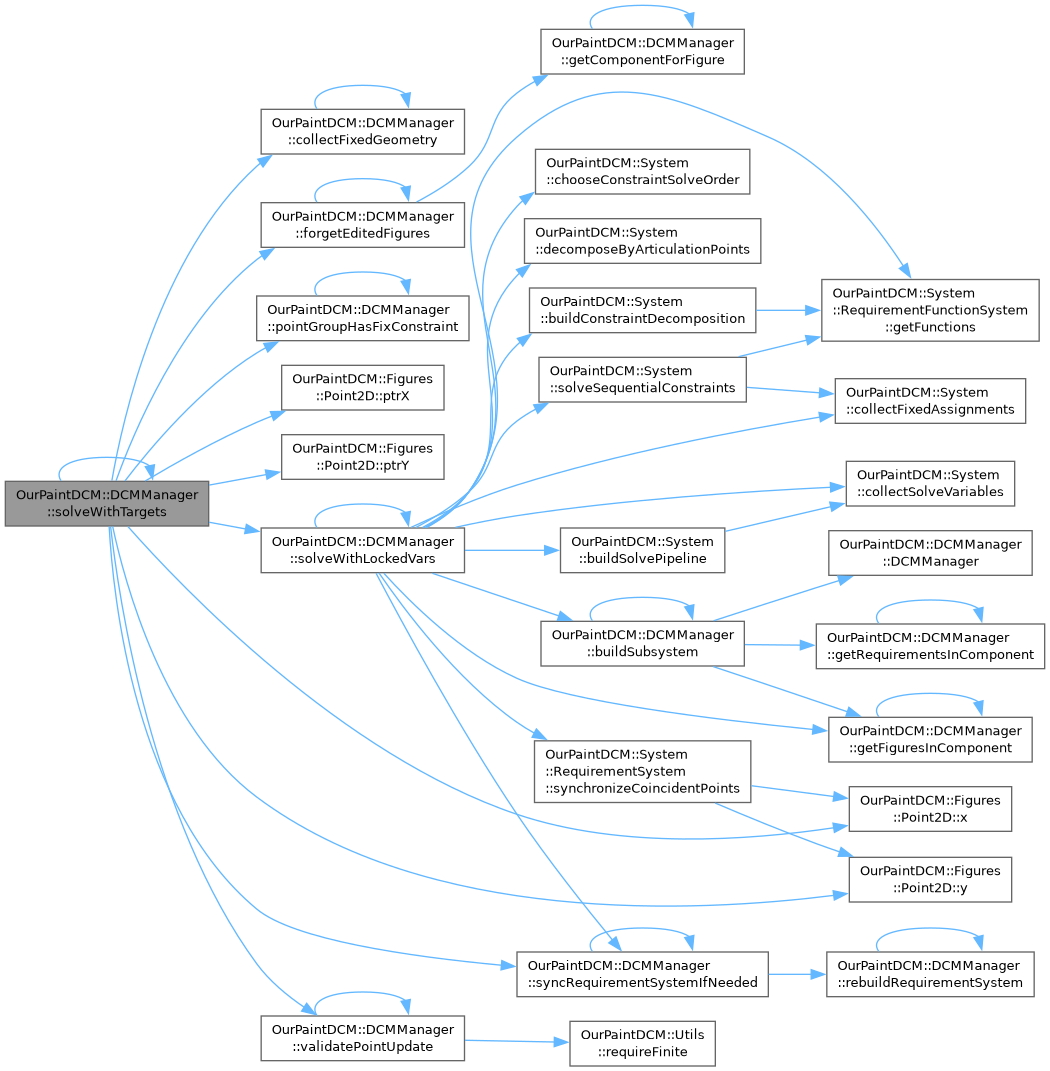 OurPaintDCM::DCMManager
::solveWithTargets
OurPaintDCM::DCMManager
::collectFixedGeometry
OurPaintDCM::DCMManager
::forgetEditedFigures
OurPaintDCM::DCMManager
::pointGroupHasFixConstraint
OurPaintDCM::Figures
::Point2D::ptrX
OurPaintDCM::Figures
::Point2D::ptrY
OurPaintDCM::DCMManager
::solveWithLockedVars
OurPaintDCM::DCMManager
::validatePointUpdate
OurPaintDCM::DCMManager
::getComponentForFigure
OurPaintDCM::System
::chooseConstraintSolveOrder
OurPaintDCM::System
::decomposeByArticulationPoints
OurPaintDCM::System
::buildConstraintDecomposition
OurPaintDCM::System
::solveSequentialConstraints
OurPaintDCM::System
::buildSolvePipeline
OurPaintDCM::DCMManager
::buildSubsystem
OurPaintDCM::System
::RequirementSystem
::synchronizeCoincidentPoints
OurPaintDCM::DCMManager
::syncRequirementSystemIfNeeded
OurPaintDCM::Utils
::requireFinite
OurPaintDCM::System
::RequirementFunctionSystem
::getFunctions
OurPaintDCM::System
::collectFixedAssignments
OurPaintDCM::System
::collectSolveVariables
OurPaintDCM::DCMManager
::DCMManager
OurPaintDCM::DCMManager
::getRequirementsInComponent
OurPaintDCM::DCMManager
::getFiguresInComponent
OurPaintDCM::Figures
::Point2D::x
OurPaintDCM::Figures
::Point2D::y
OurPaintDCM::DCMManager
::rebuildRequirementSystem